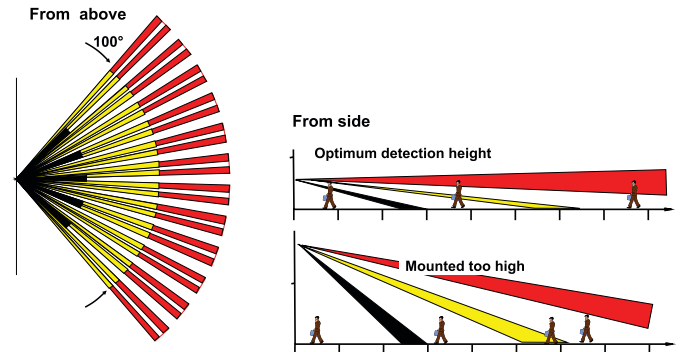 From above
100°
From side
Optimum detection height
Mounted too high